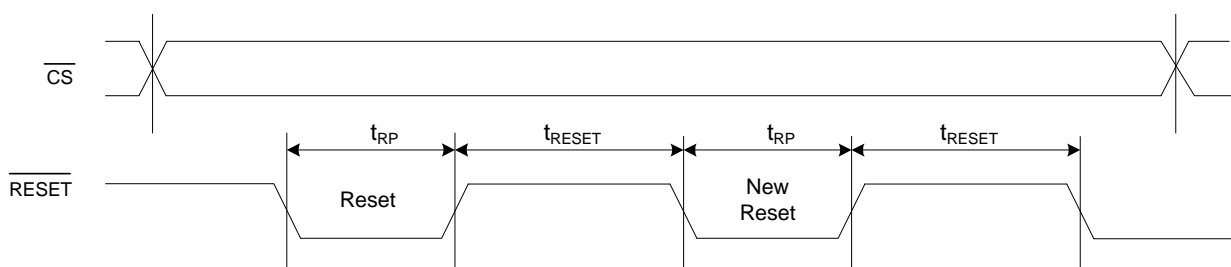 CS
tRP
tRESET
tRP
tRESET
RESET
Reset
New
Reset